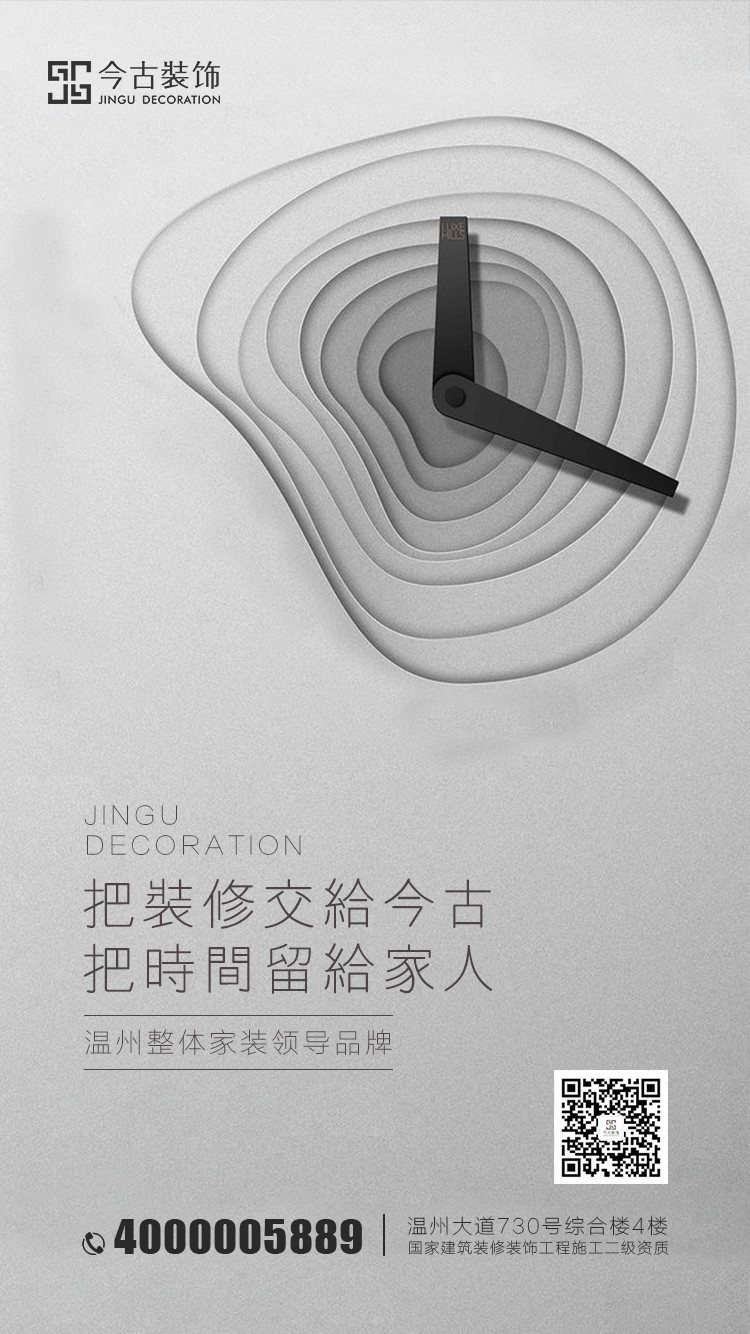 今古裝饰
JINGU DECORATION
LUXE
HILLS
JINGU
DECORATION
把裝修交給今古
把時間留給家人
温州整体家装领导品牌
4000005889
温州大道730号综合楼4楼
国家建筑装修装饰工程施工二级资质